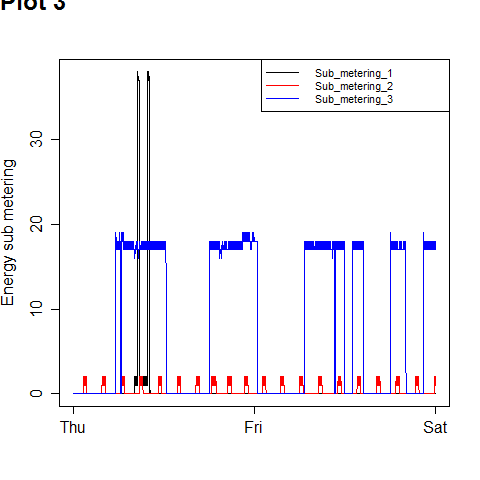 Plot 3
Sub_metering_1
Sub_metering_2
Sub_metering_3
Energy sub metering
30
20
10
0
Thu Fri Sat